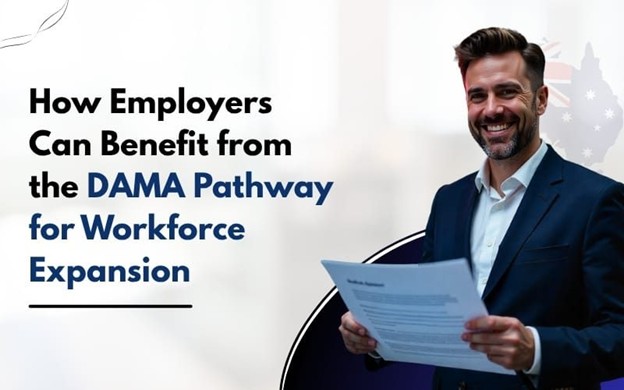 How Employers
Can Benefit from
the DAMA Pathway
for Workforce
Expansion